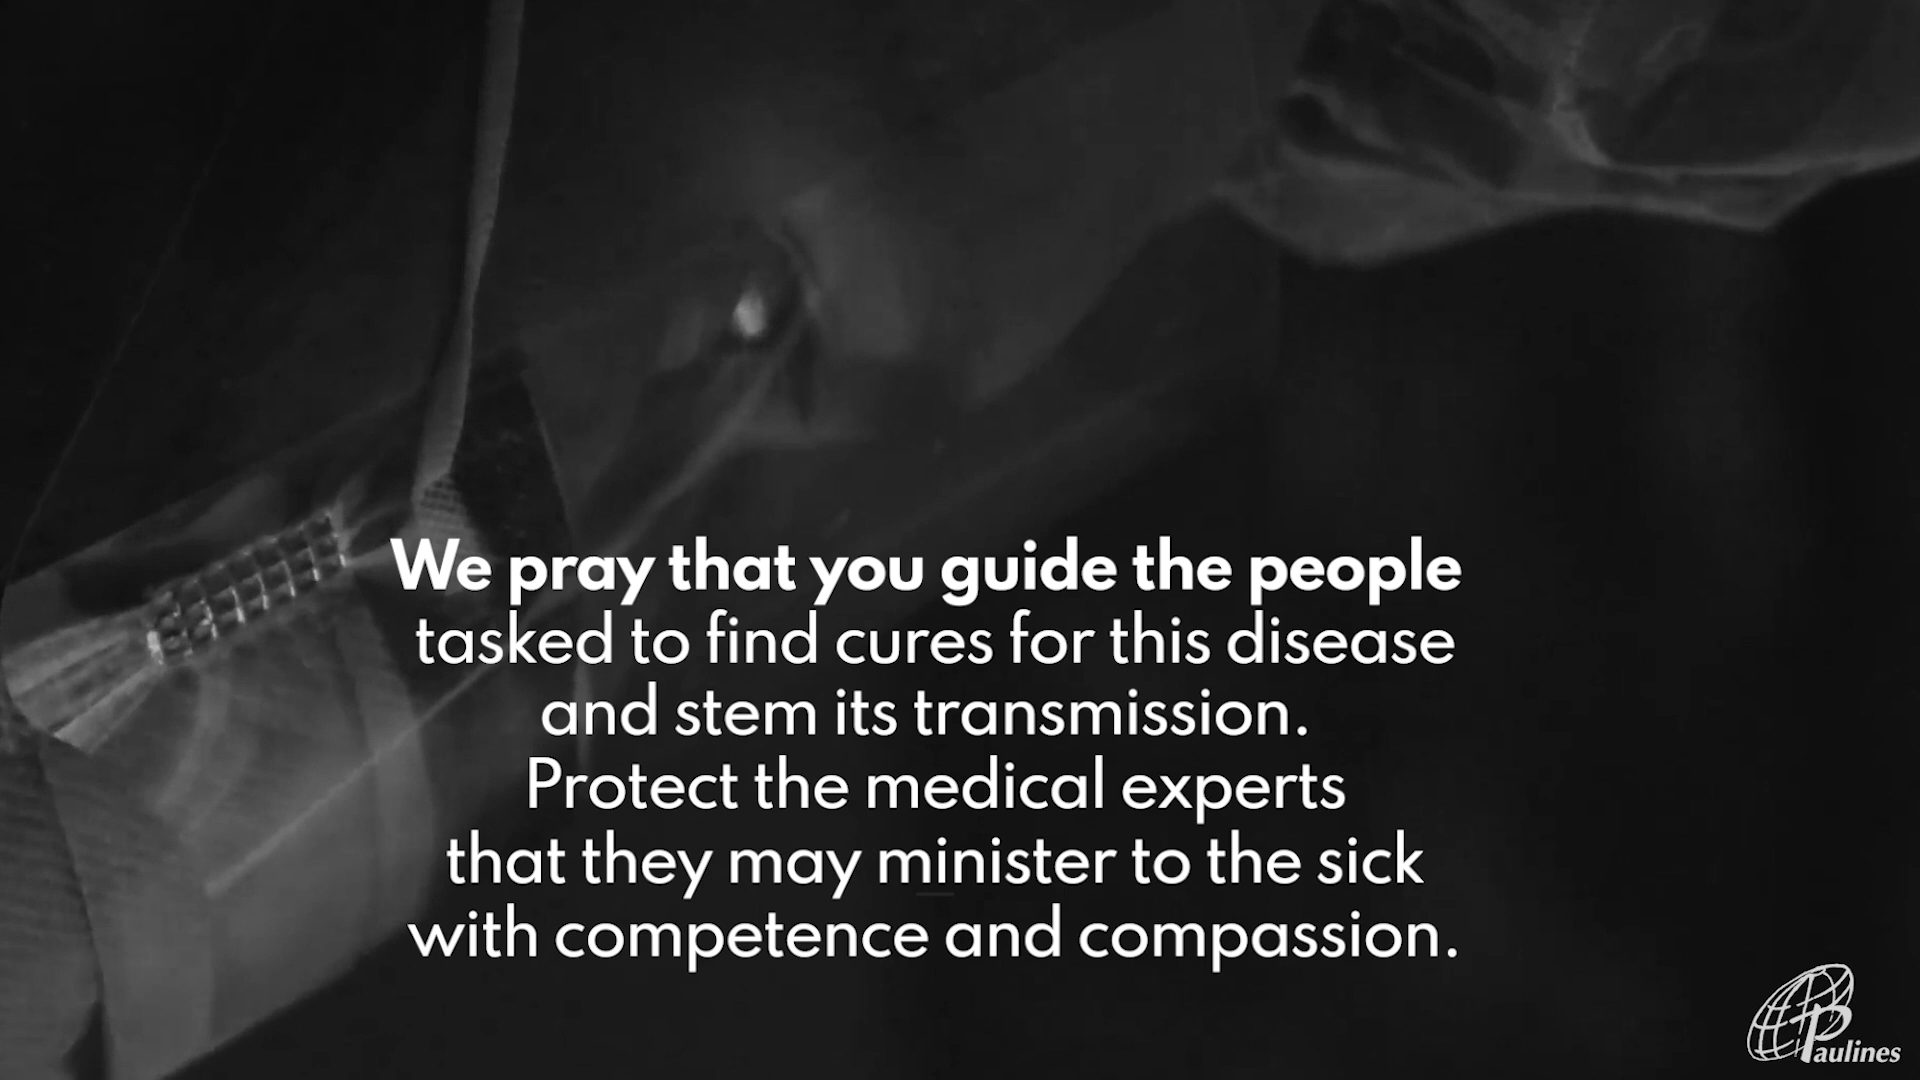 We pray that you guide the people
tasked to find cures for this disease
and stem its transmission.
Protect the medical experts
that they may minister to the sick
with competence and compassion.
Paulines